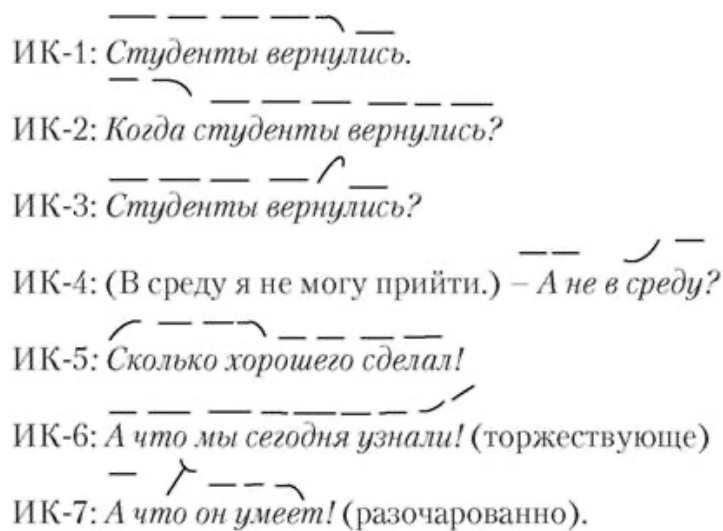 ИК-1: Студенты вернулись.
ИК-2: Когда студенты вернулись?
ИК-3: Студенты вернулись?
ИК-4: (В среду я не могу прийти.) – А не в среду?
ИК-5: Сколько хорошего сделал!
ИК-6: А что мы сегодня узнали! (торжествующе)
ИК-7: А что он умеет! (разочарованно).